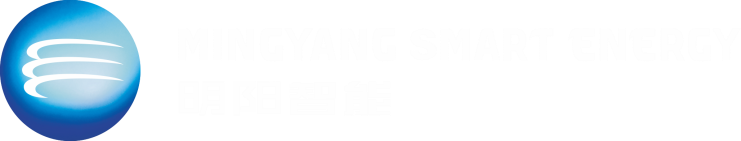 MINGYANG SMART ENERGY
明阳智能